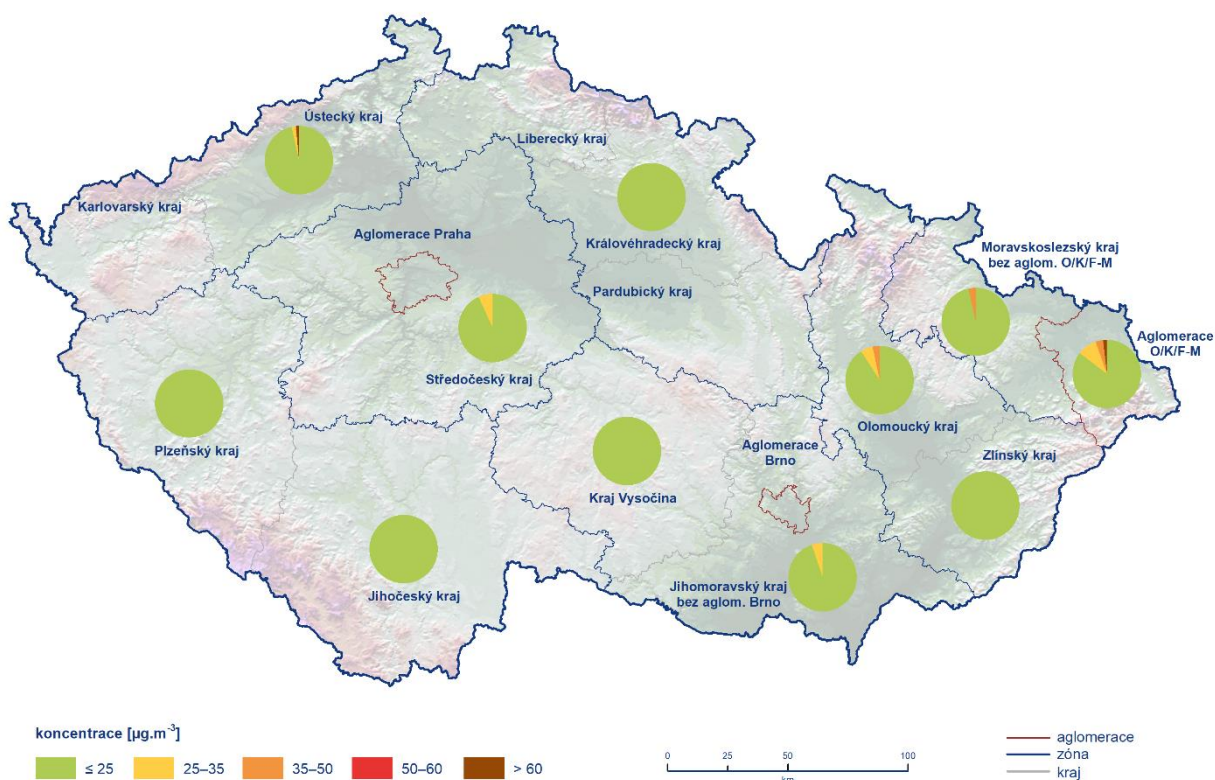 Ústecký kraj
Liberecký kraj
Karlovarský kraj
Aglomerace Praha
Královéhradecký kraj
Moravskoslezský kraj
bez aglom. O/K/F-M
Pardubický kraj
Aglomerace
O/K/F-M
Středočeský kraj
Olomoucký kraj
Plzeňský kraj
Aglomerace
Brno
Zlínský kraj
Kraj Vysočina
Jihočeský kraj
Jihomoravský kraj
bez aglom. Brno
koncentrace [µg.m⁻³]
≤ 25
25–35
35–50
50–60
> 60
0 25 50 100
km
aglomerace
zóna
kraj